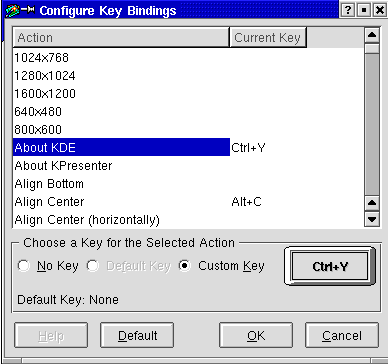 Configure Key Bindings
Action Current Key
1024x768
1280x1024
1600x1200
640x480
800x600
About KDE Ctrl+Y
About KPresenter
Align Bottom
Align Center Alt+C
Align Center (horizontally)
Choose a Key for the Selected Action
No Key Default Key Custom Key Ctrl+Y
Default Key: None
Help Default OK Cancel